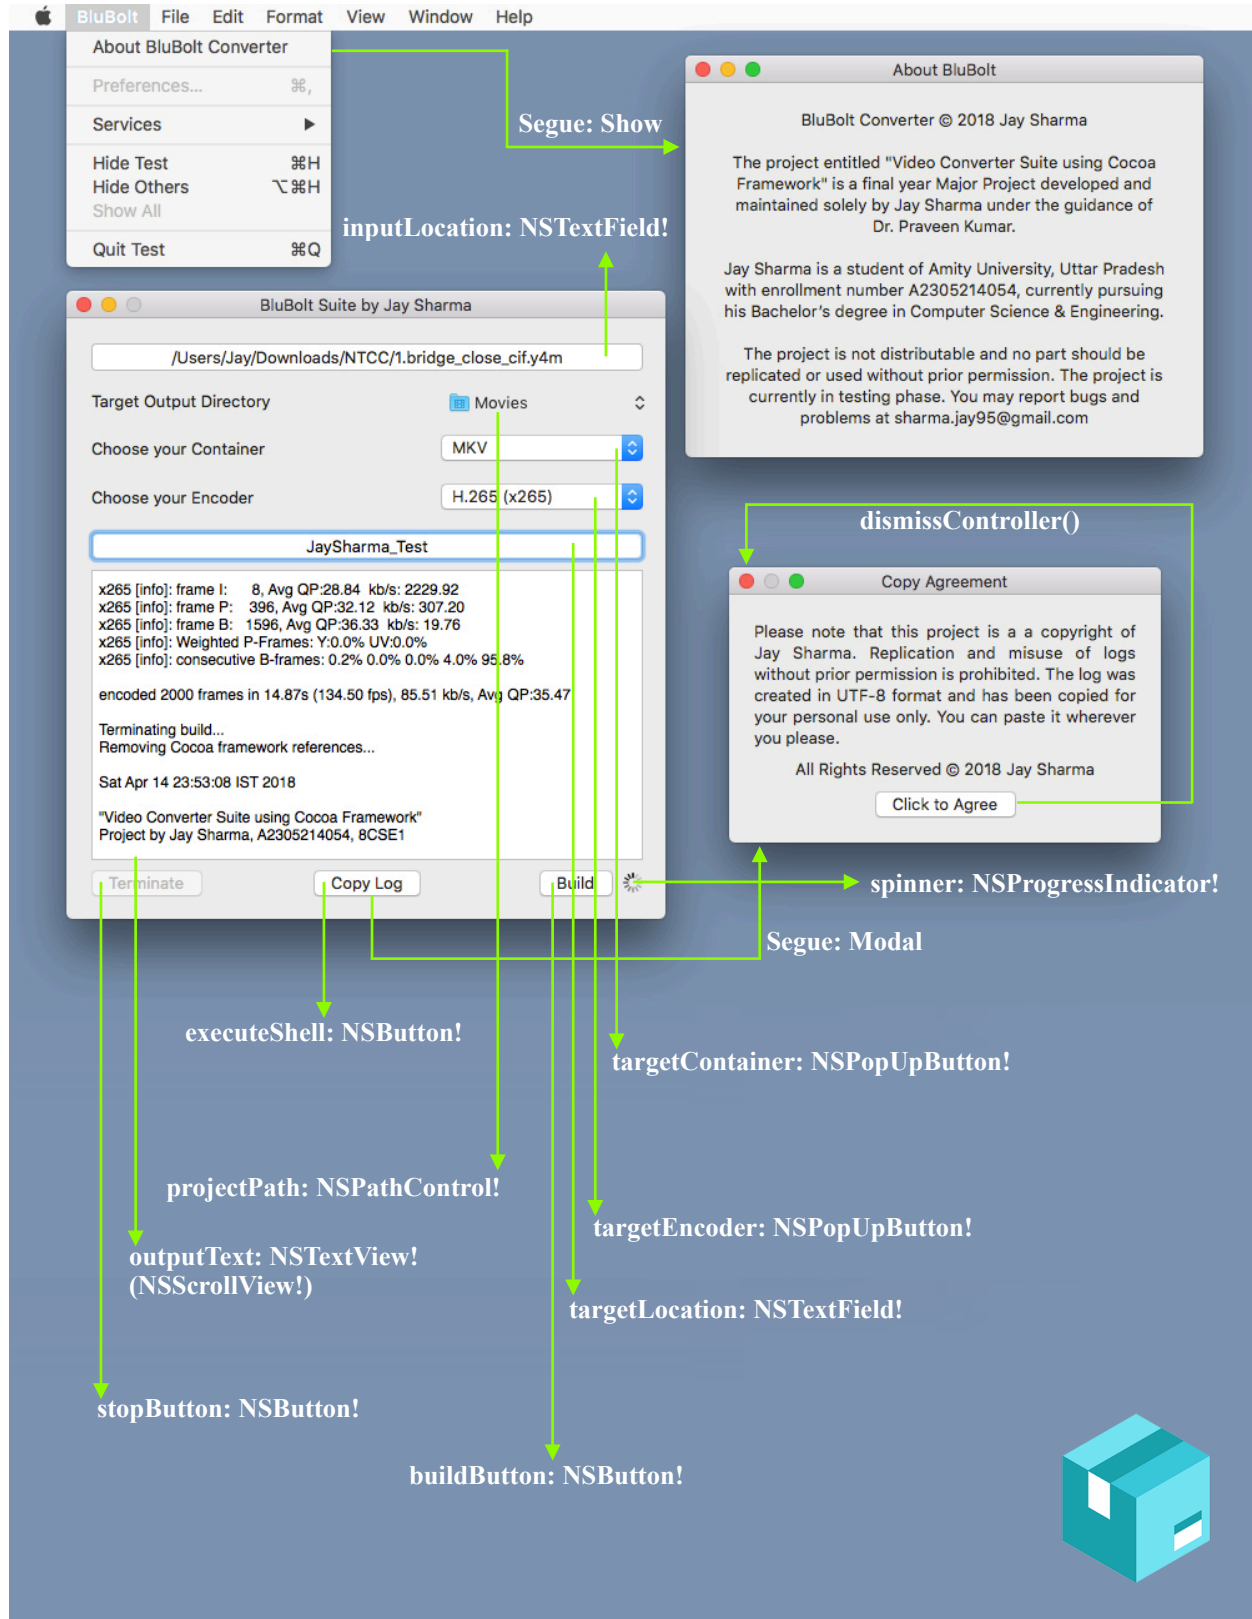 BluBolt File Edit Format View Window Help
About BluBolt Converter
Preferences... ⌘,
Services ▶
Hide Test ⌘H
Hide Others ⌥⌘H
Show All
Quit Test ⌘Q
Segue: Show
inputLocation: NSTextField!
About BluBolt
BluBolt Converter © 2018 Jay Sharma
The project entitled "Video Converter Suite using Cocoa
Framework" is a final year Major Project developed and
maintained solely by Jay Sharma under the guidance of
Dr. Praveen Kumar.
Jay Sharma is a student of Amity University, Uttar Pradesh
with enrollment number A2305214054, currently pursuing
his Bachelor's degree in Computer Science & Engineering.
The project is not distributable and no part should be
replicated or used without prior permission. The project is
currently in testing phase. You may report bugs and
problems at sharma.jay95@gmail.com
BluBolt Suite by Jay Sharma
/Users/Jay/Downloads/NTCC/1.bridge_close_cif.y4m
Target Output Directory Movies
Choose your Container MKV
Choose your Encoder H.265 (x265)
JaySharma_Test
x265 [info]: frame I: 8, Avg QP:28.84 kb/s: 2229.92
x265 [info]: frame P: 396, Avg QP:32.12 kb/s: 307.20
x265 [info]: frame B: 1596, Avg QP:36.33 kb/s: 19.76
x265 [info]: Weighted P-Frames: Y:0.0% UV:0.0%
x265 [info]: consecutive B-frames: 0.2% 0.0% 0.0% 4.0% 95.8%
encoded 2000 frames in 14.87s (134.50 fps), 85.51 kb/s, Avg QP:35.47
Terminating build...
Removing Cocoa framework references...
Sat Apr 14 23:53:08 IST 2018
"Video Converter Suite using Cocoa Framework"
Project by Jay Sharma, A2305214054, 8CSE1
Terminate Copy Log Build
dismissController()
Copy Agreement
Please note that this project is a a copyright of
Jay Sharma. Replication and misuse of logs
without prior permission is prohibited. The log was
created in UTF-8 format and has been copied for
your personal use only. You can paste it wherever
you please.
All Rights Reserved © 2018 Jay Sharma
Click to Agree
spinner: NSProgressIndicator!
Segue: Modal
executeShell: NSButton!
targetContainer: NSPopUpButton!
projectPath: NSPathControl!
targetEncoder: NSPopUpButton!
outputText: NSTextView!
(NSScrollView!)
targetLocation: NSTextField!
stopButton: NSButton!
buildButton: NSButton!